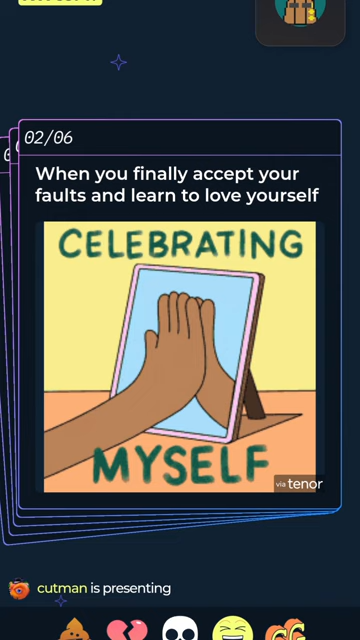 02/06
When you finally accept your
faults and learn to love yourself
CELEBRATING
MYSELF
via tenor
cutman is presenting
GG